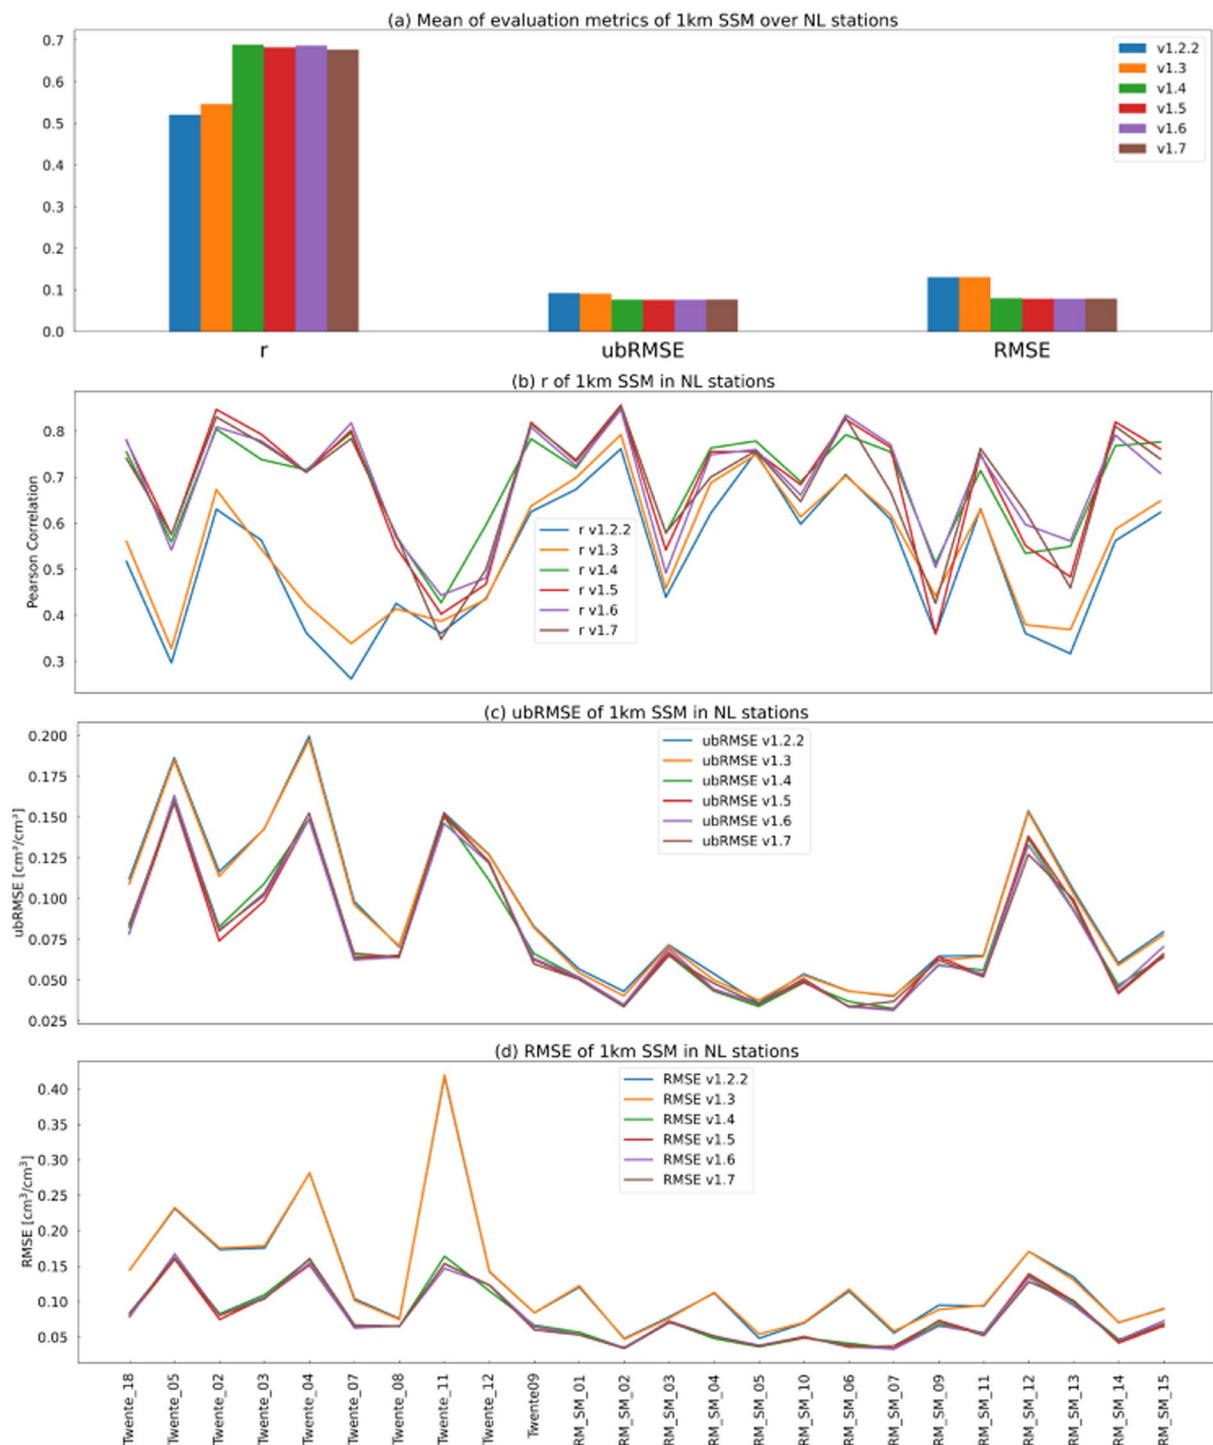 (a) Mean of evaluation metrics of 1km SSM over NL stations
0.7
0.6
0.5
0.4
0.3
0.2
0.1
0.0
v1.2.2
v1.3
v1.4
v1.5
v1.6
v1.7
r
ubRMSE
RMSE
(b) r of 1km SSM in NL stations
Pearson Correlation
0.8
0.7
0.6
0.5
0.4
0.3
r v1.2.2
r v1.3
r v1.4
r v1.5
r v1.6
r v1.7
(c) ubRMSE of 1km SSM in NL stations
ubRMSE [cm³/cm³]
0.200
0.175
0.150
0.125
0.100
0.075
0.050
0.025
ubRMSE v1.2.2
ubRMSE v1.3
ubRMSE v1.4
ubRMSE v1.5
ubRMSE v1.6
ubRMSE v1.7
(d) RMSE of 1km SSM in NL stations
RMSE [cm³/cm³]
0.40
0.35
0.30
0.25
0.20
0.15
0.10
0.05
RMSE v1.2.2
RMSE v1.3
RMSE v1.4
RMSE v1.5
RMSE v1.6
RMSE v1.7
Twente_18
Twente_05
Twente_02
Twente_03
Twente_04
Twente_07
Twente_08
Twente_11
Twente_12
Twente09
RM_SM_01
RM_SM_02
RM_SM_03
RM_SM_04
RM_SM_05
RM_SM_10
RM_SM_06
RM_SM_07
RM_SM_09
RM_SM_11
RM_SM_12
RM_SM_13
RM_SM_14
RM_SM_15